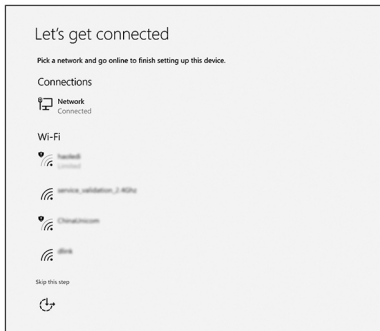 Let's get connected
Pick a network and go online to finish setting up this device.
Connections
Network
Connected
Wi-Fi
Limited
service_validation_2.4Ghz
ChinaUnicom
dlink
Skip this step